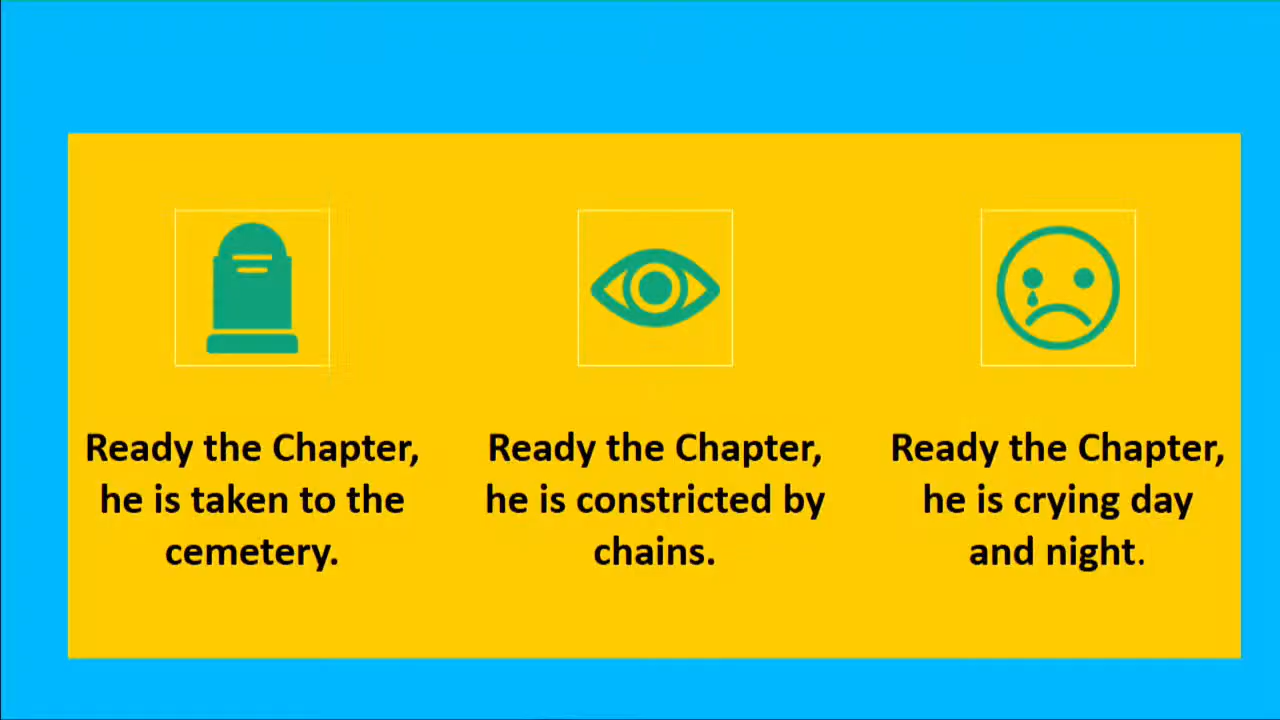 Ready the Chapter,
he is taken to the
cemetery.
Ready the Chapter,
he is constricted by
chains.
Ready the Chapter,
he is crying day
and night.